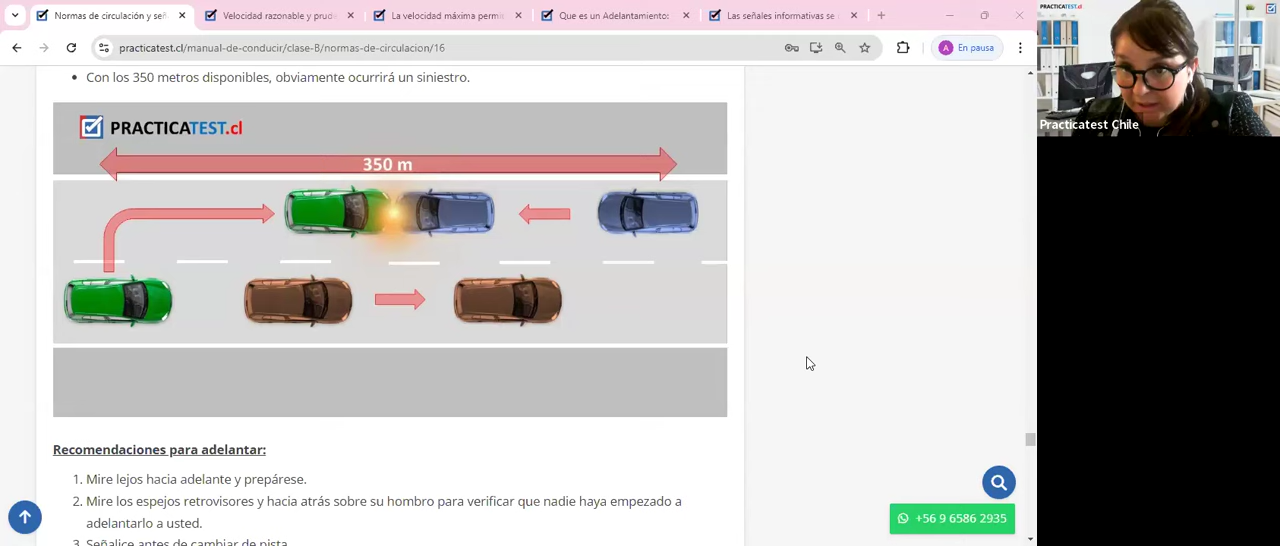 Normas de circulación y señ
Velocidad razonable y prud
La velocidad máxima permi
Que es un Adelantamiento:
Las señales informativas se
practicatest.cl/manual-de-conducir/clase-B/normas-de-circulacion/16
A En pausa
PRACTICATEST.cl
Practicatest Chile
Con los 350 metros disponibles, obviamente ocurrirá un siniestro.
PRACTICATEST.cl
350 m
Recomendaciones para adelantar:
1. Mire lejos hacia adelante y prepárese.
2. Mire los espejos retrovisores y hacia atrás sobre su hombro para verificar que nadie haya empezado a
adelantarlo a usted.
3. Señalice antes de cambiar de pista.
+56 9 6586 2935